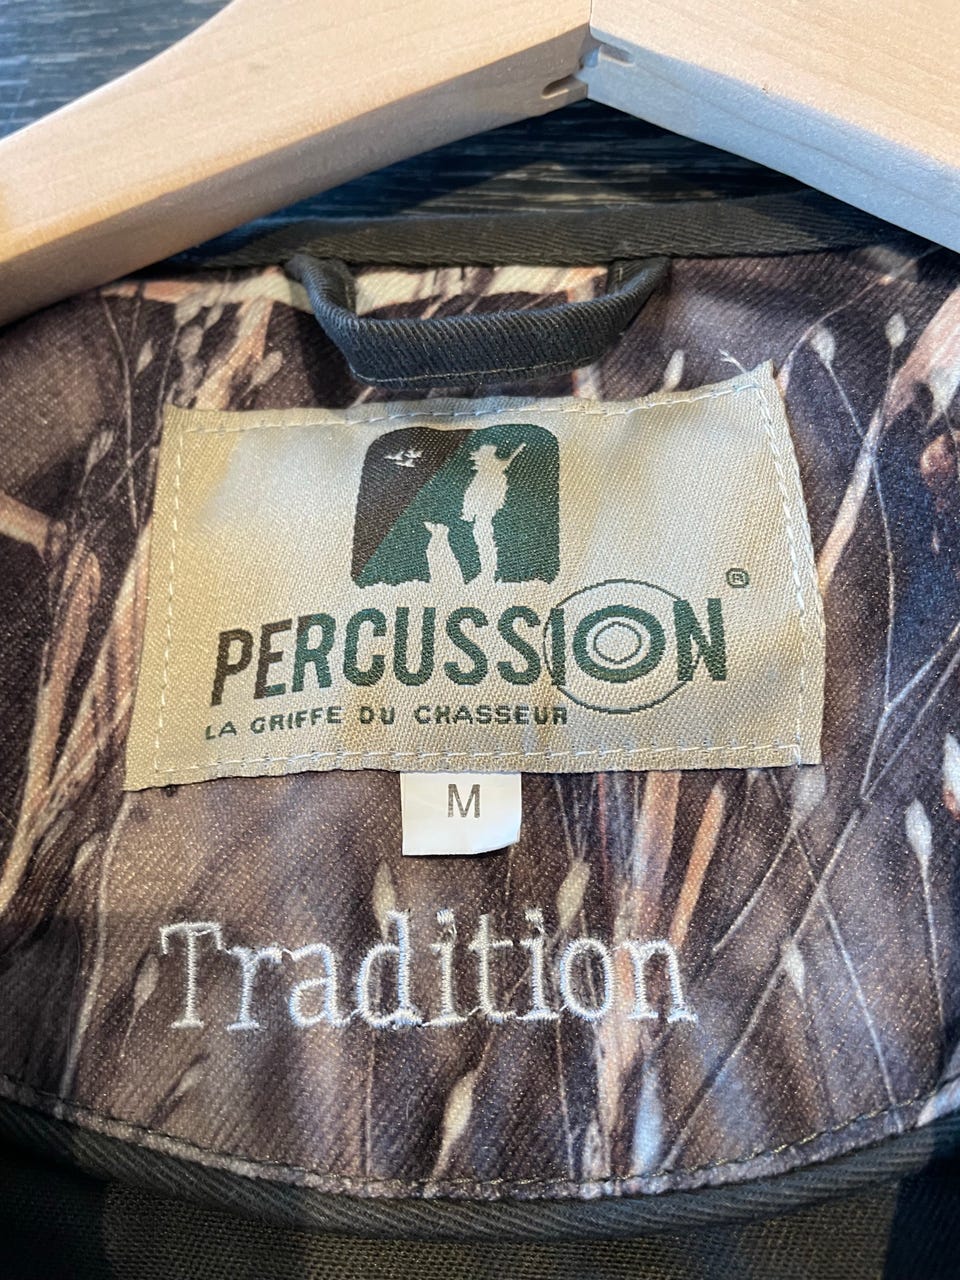 PERCUSSION®
LA GRIFFE DU CHASSEUR
M
Tradition